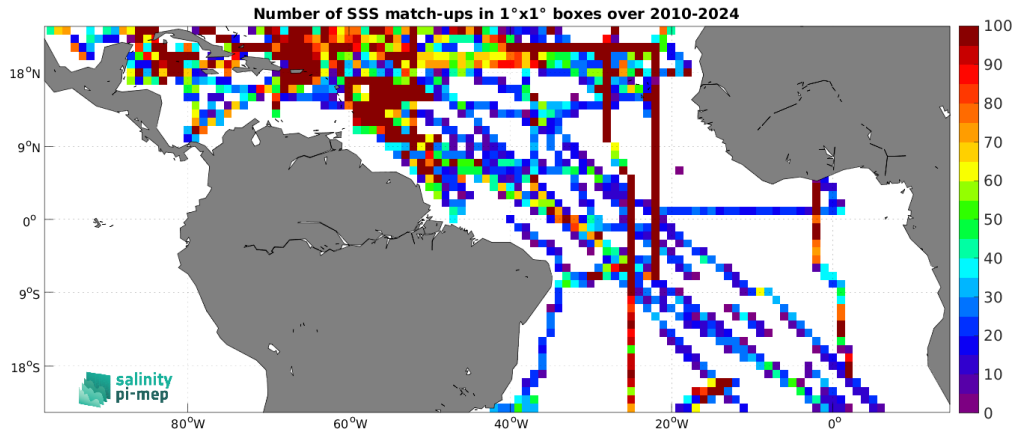 Number of SSS match-ups in 1°x1° boxes over 2010-2024
18°N
9°N
0°
9°S
18°S
80°W
60°W
40°W
20°W
0°
100
90
80
70
60
50
40
30
20
10
0
salinity
pi-mep